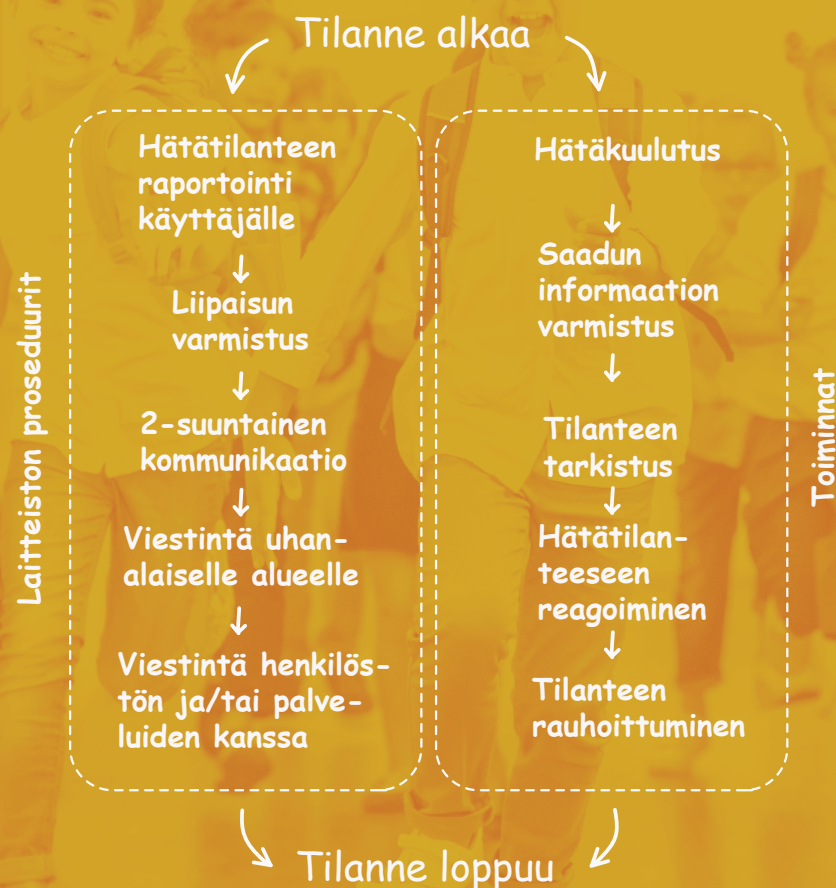 Tilanne alkaa
Laitteiston proseduurit
Hätätilanteen
raportointi
käyttäjälle
Liipaisun
varmistus
2-suuntainen
kommunikaatio
Viestintä uhan-
alaiselle alueelle
Viestintä henkilös-
tön ja/tai palve-
luiden kanssa
Hätäkuulutus
Saadun
informaation
varmistus
Tilanteen
tarkistus
Hätätilan-
teeseen
reagoiminen
Tilanteen
rauhoittuminen
Toiminnat
Tilanne loppuu